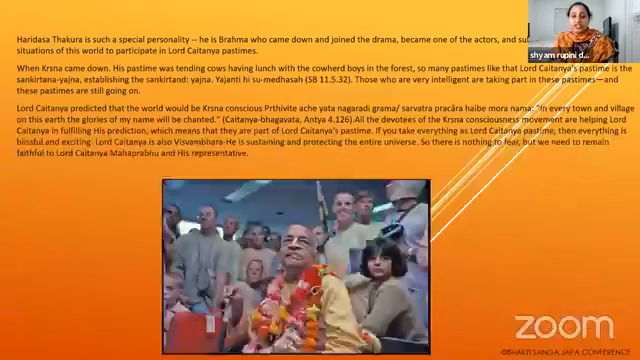 Haridasa Thakura is such a special personality -- he is Brahma who came down and joined the drama, became one of the actors, and
situations of this world to participate in Lord Caitanya pastimes.
When Krsna came down. His pastime was tending cows having lunch with the cowherd boys in the forest, so many pastimes like that Lord Caitanya's pastime is the
sankirtana-yajna, establishing the sankirtand: yajna. Yajanti hi su-medhasah (SB 11.5.32). Those who are very intelligent are taking part in these pastimes—and
these pastimes are still going on.
Lord Caitanya predicted that the world would be Krsna conscious Prthivite ache yata nagaradi grama/ sarvatra pracāra haibe mora nama: "In every town and village
on this earth the glories of my name will be chanted." (Caitanya-bhagavata, Antya 4.126).All the devotees of the Krsna consciousness movement are helping Lord
Caitanya in fulfilling His prediction, which means that they are part of Lord Caitanya's pastime. If you take everything as Lord Caitanya pastime, then everything is
blissful.and exciting Lord Caitanya is also Visvambhara-He is sustaining and protecting the entire universe. So there is nothing to fear, but we need to remain
faithful to Lord Caitanya Mahaprabhu and His representative.
shyam rupini d...
zoom
©BHAKTI SANGA JAPA CONFERENCE